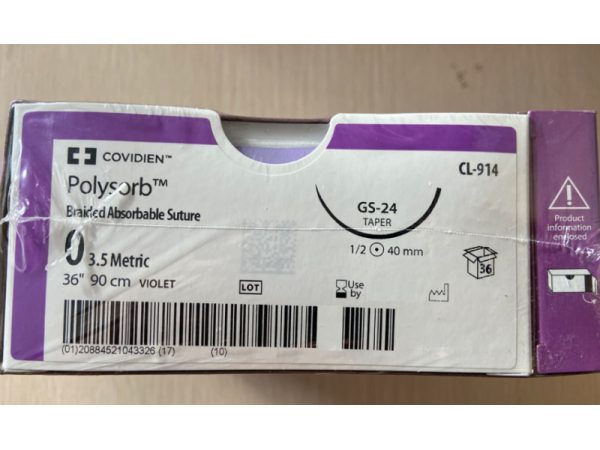 COVIDIEN™
CL-914
Polysorb™
Braided Absorbable Suture
GS-24
TAPER
0 3.5 Metric
1/2 40 mm
36" 90 cm VIOLET
LOT
Use by
36
Product information enclosed
(01)20884521043326 (17) (10)